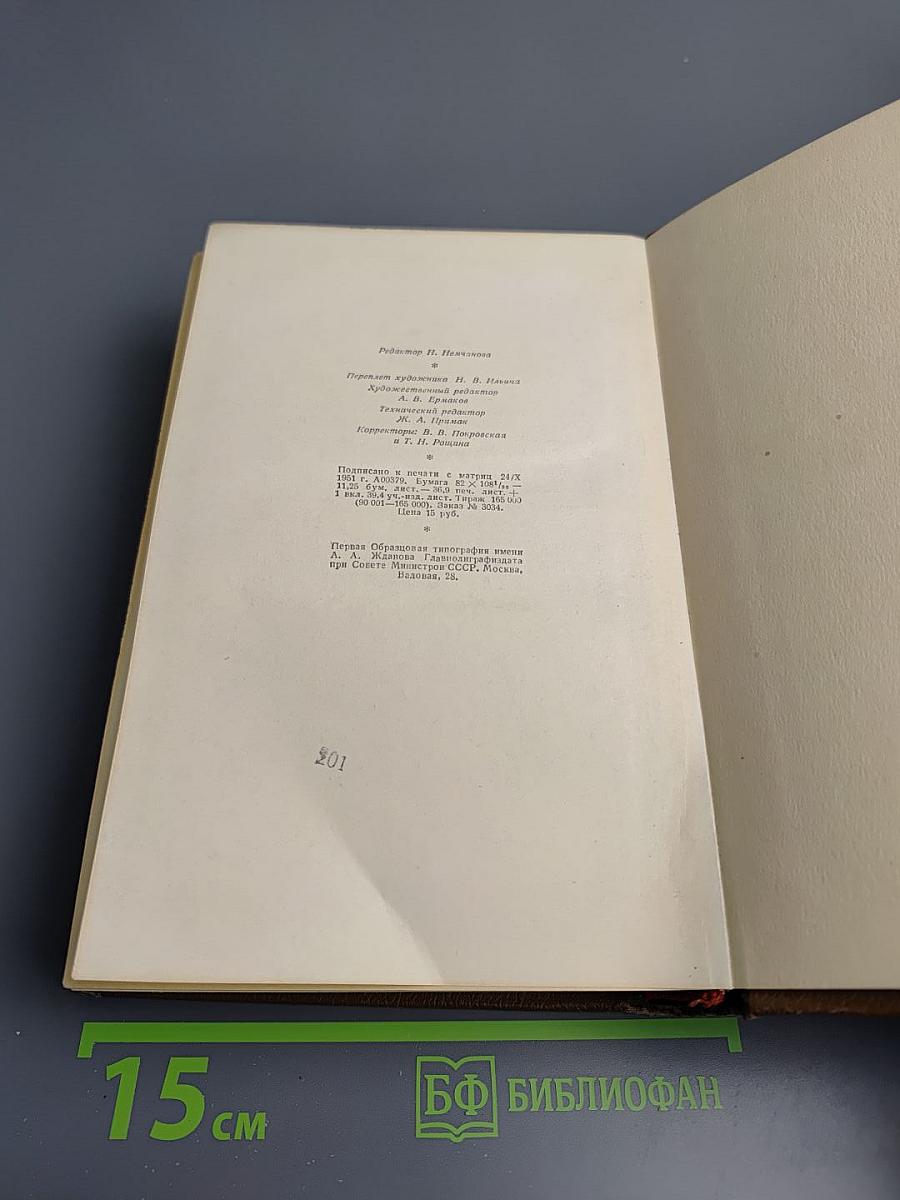 Редактор Н. Немчинова
*
Переплет художника Н. В. Ильина
Художественный редактор
А. В. Ермаков
Технический редактор
Ж. А. Примак
Корректоры: В. В. Покровская
и Т. Н. Рощина
*
Подписано к печати с матриц 24/X
1951 г. А00379. Бумага 82 × 108¹/₃₂ —
11,25 бум. лист. — 36,9 печ. лист. +
1 вкл. 39,4 уч.-изд. лист. Тираж 165 000
(90 001—165 000). Заказ № 3034.
Цена 15 руб.
*
Первая Образцовая типография имени
А. А. Жданова Главполиграфиздата
при Совете Министров СССР. Москва,
Валовая, 28.
201
15 см
БФ БИБЛИОФАН